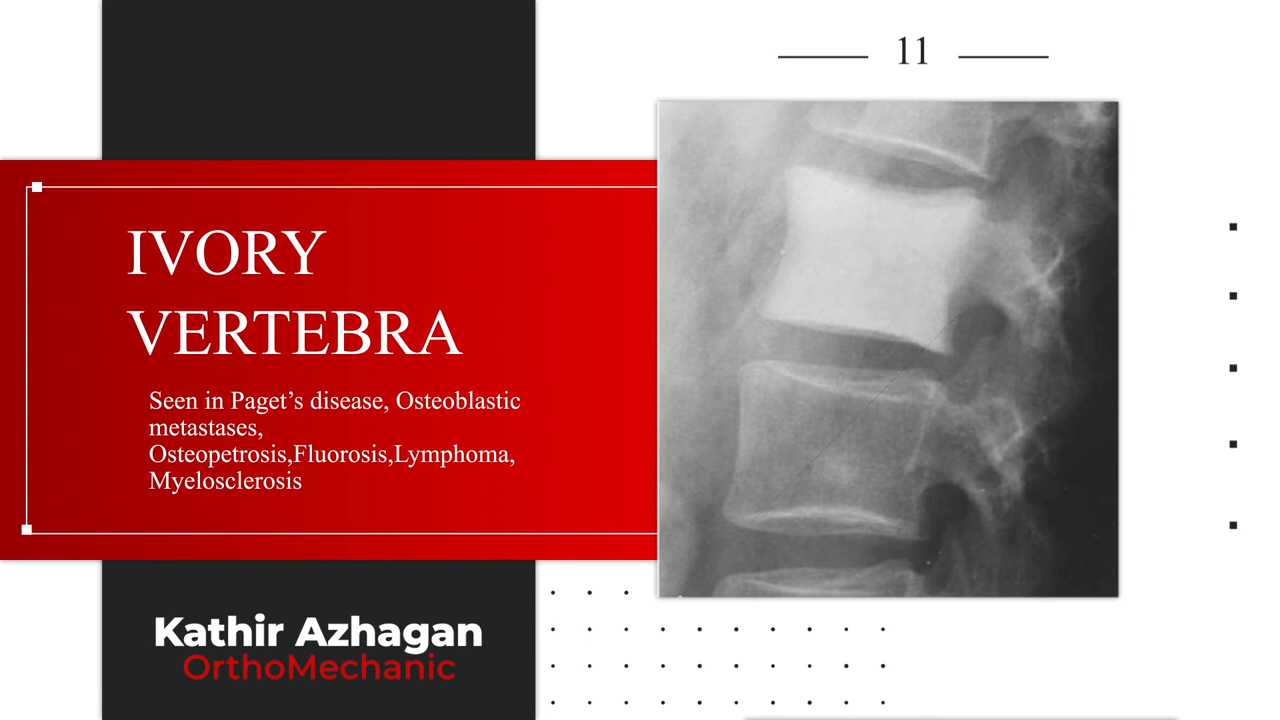 11
IVORY
VERTEBRA
Seen in Paget’s disease, Osteoblastic
metastases,
Osteopetrosis,Fluorosis,Lymphoma,
Myelosclerosis
Kathir Azhagan
OrthoMechanic